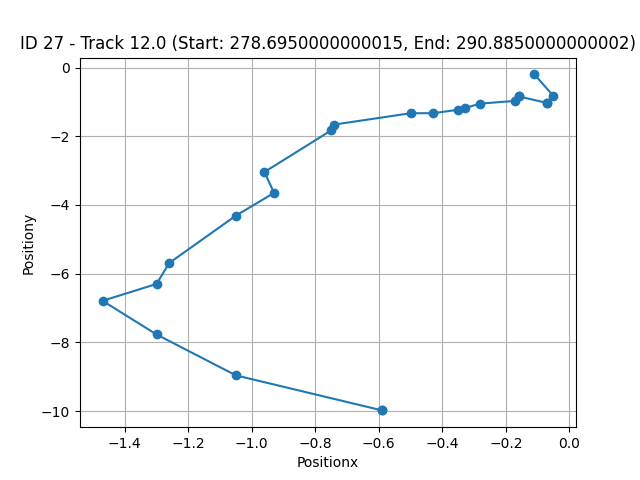 ID 27 - Track 12.0 (Start: 278.6950000000015, End: 290.8850000000002)
0
−2
−4
−6
−8
−10
Positiony
−1.4 −1.2 −1.0 −0.8 −0.6 −0.4 −0.2 0.0
Positionx